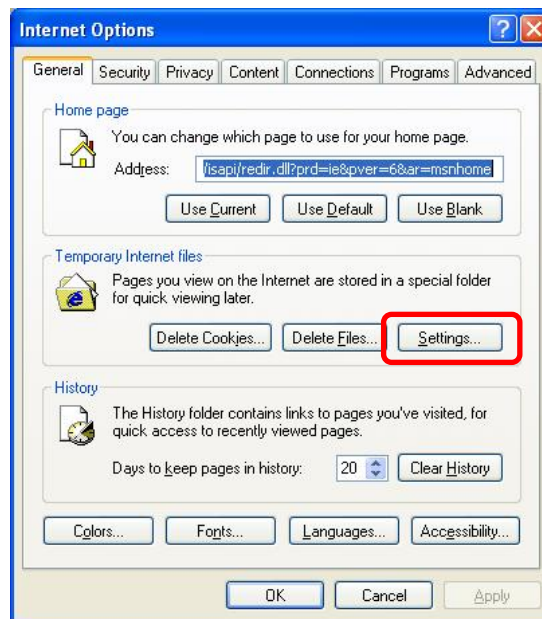 Internet Options
General Security Privacy Content Connections Programs Advanced
Home page
You can change which page to use for your home page.
Address: /isapi/redir.dll?prd=ie&pver=6&ar=msnhome
Use Current Use Default Use Blank
Temporary Internet files
Pages you view on the Internet are stored in a special folder
for quick viewing later.
Delete Cookies... Delete Files... Settings...
History
The History folder contains links to pages you've visited, for
quick access to recently viewed pages.
Days to keep pages in history: 20 Clear History
Colors... Fonts... Languages... Accessibility...
OK Cancel Apply